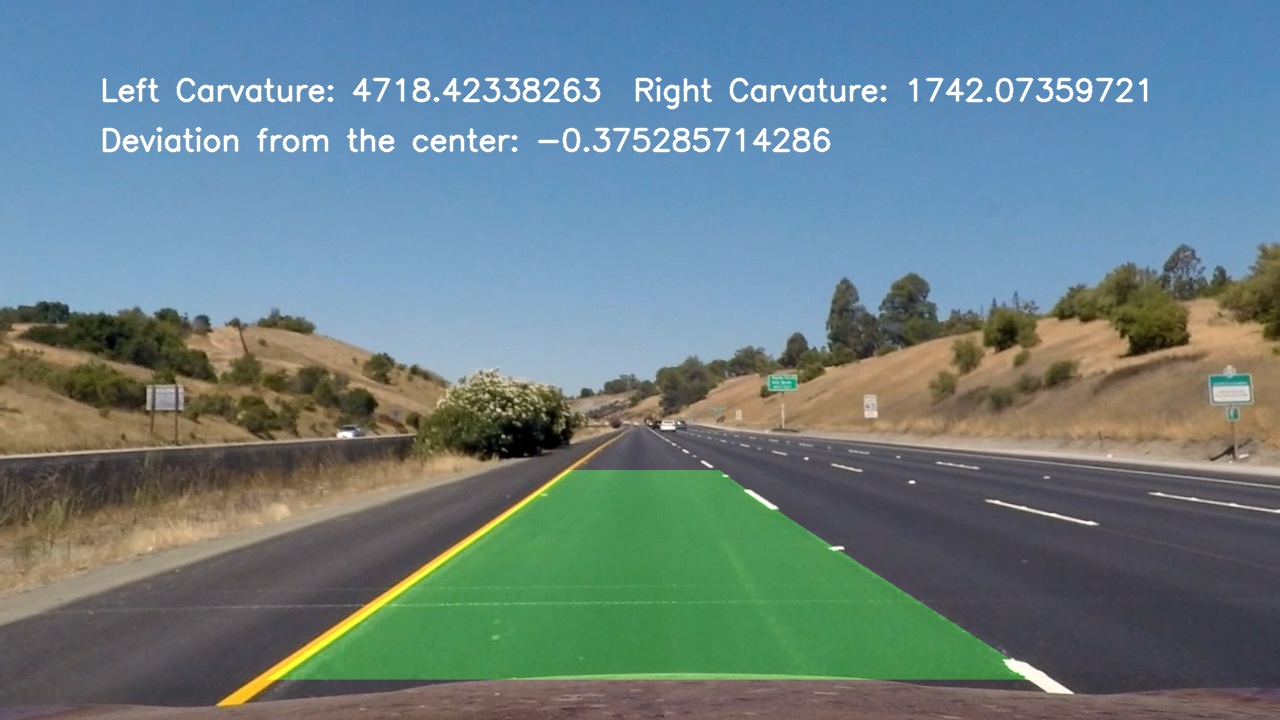 Left Carvature: 4718.42338263 Right Carvature: 1742.07359721
Deviation from the center: −0.375285714286